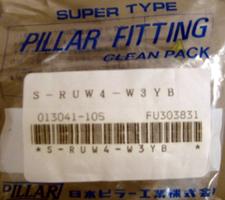 SUPER TYPE
PILLAR FITTING
CLEAN PACK
S-RUW4-W3YB
013041-10S FU303831
*S-RUW4-W3YB*
PILLAR 日本ピラー工業株式会社